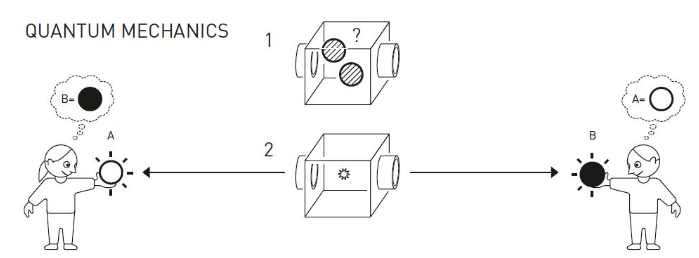 QUANTUM MECHANICS
1
?
B=
A=
A
B
2